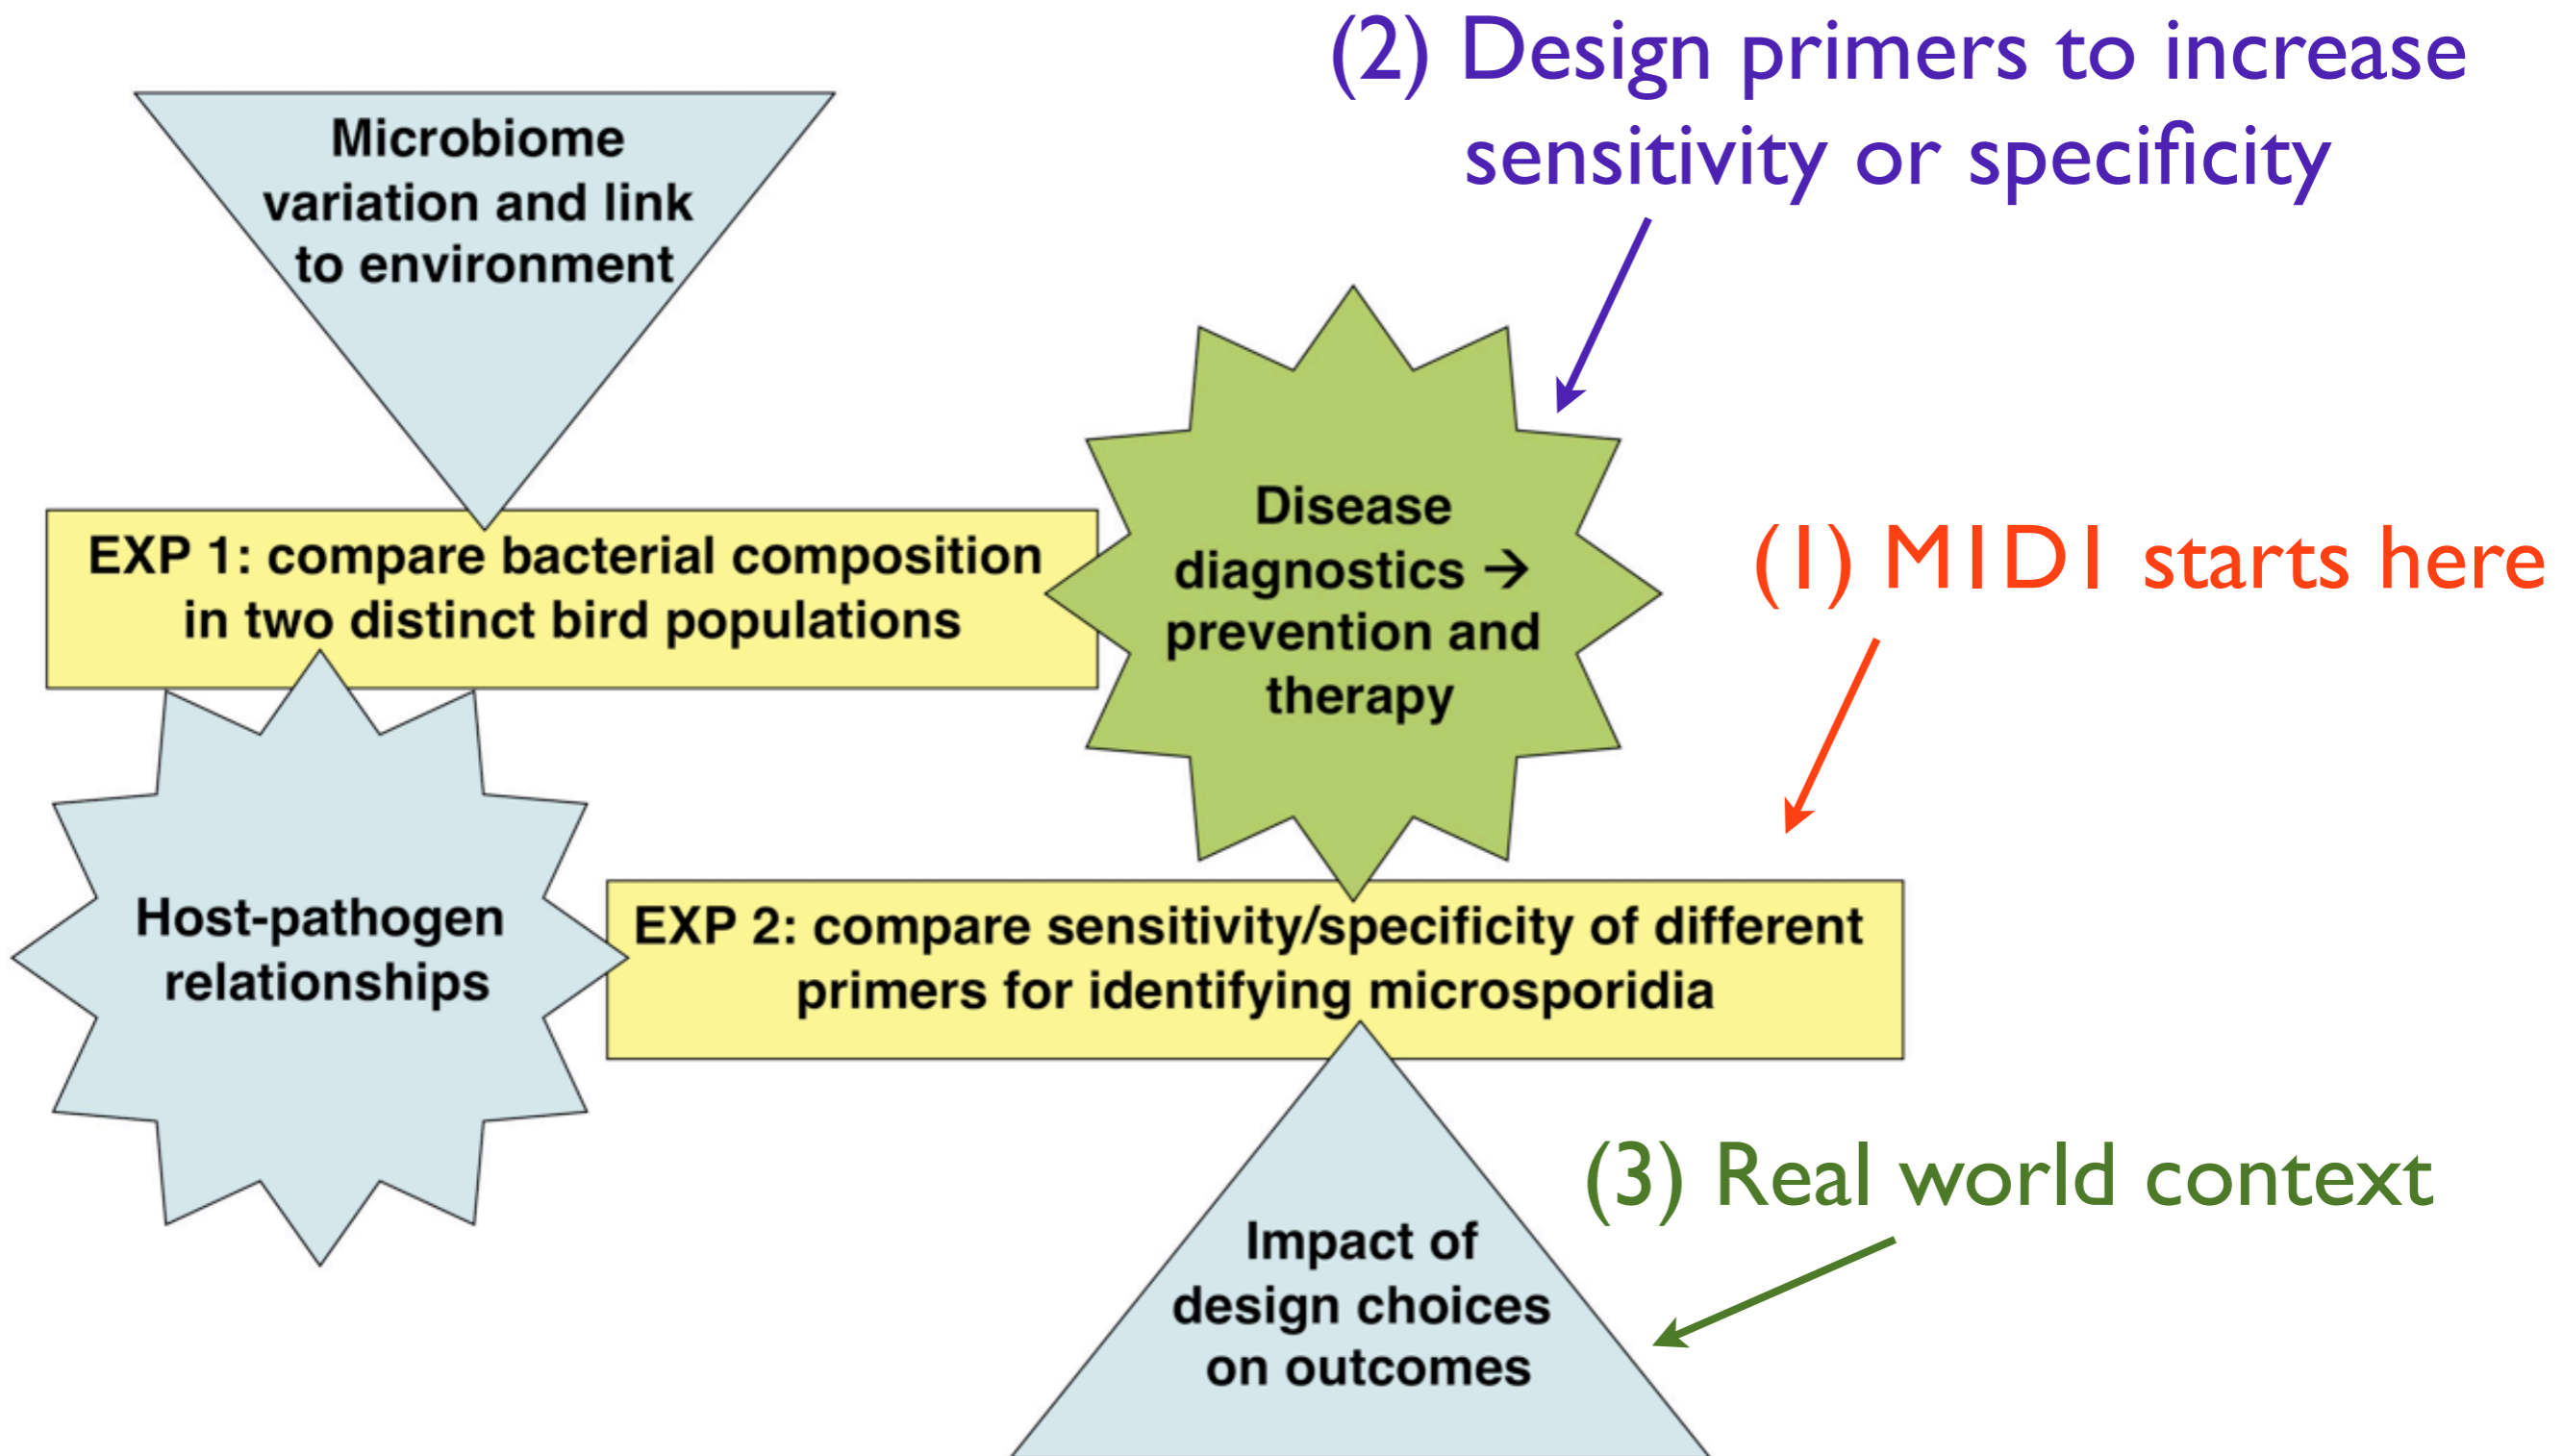 (2) Design primers to increase
sensitivity or specificity
Microbiome
variation and link
to environment
EXP 1: compare bacterial composition
in two distinct bird populations
Disease
diagnostics →
prevention and
therapy
(1) M1D1 starts here
Host-pathogen
relationships
EXP 2: compare sensitivity/specificity of different
primers for identifying microsporidia
(3) Real world context
Impact of
design choices
on outcomes